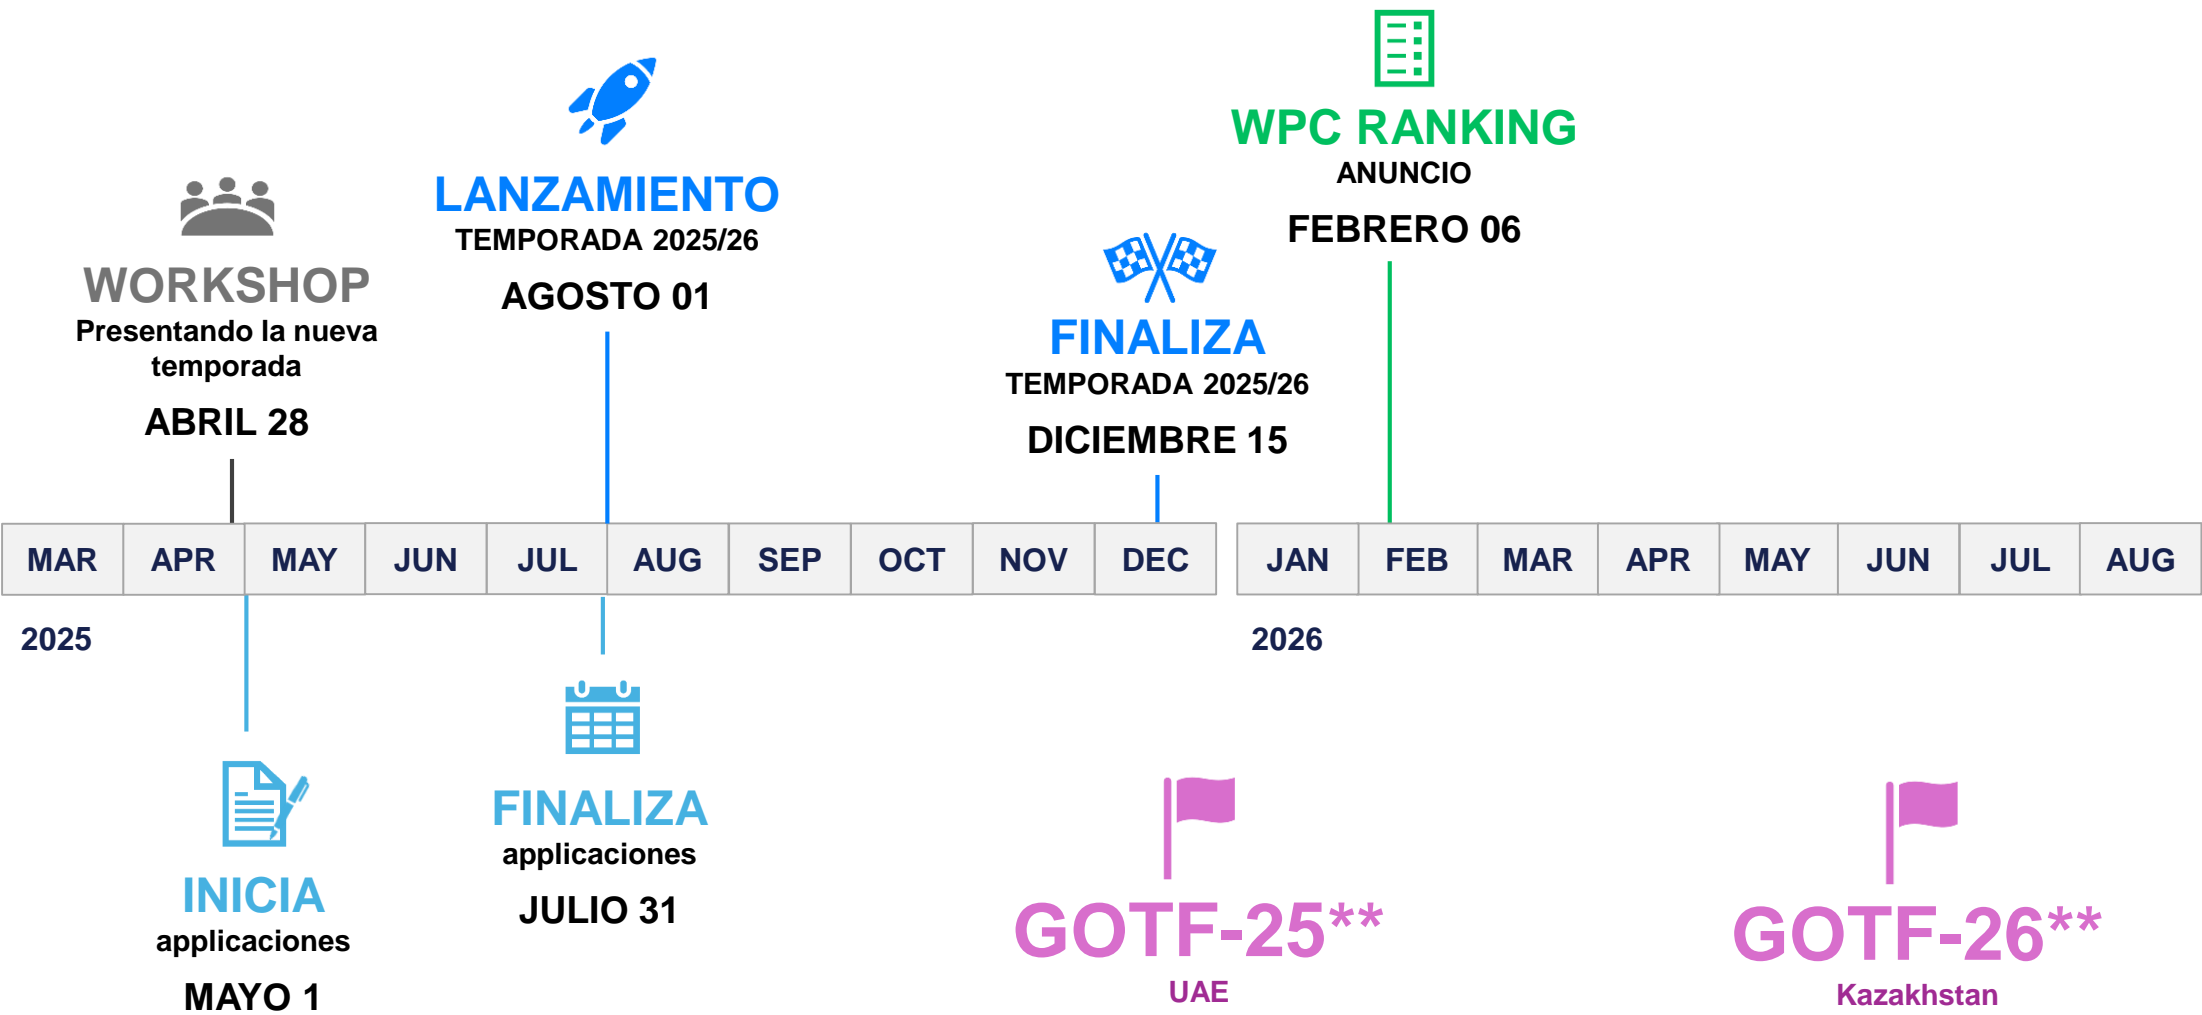 WPC RANKING
ANUNCIO
FEBRERO 06
LANZAMIENTO
TEMPORADA 2025/26
AGOSTO 01
WORKSHOP
Presentando la nueva
temporada
ABRIL 28
FINALIZA
TEMPORADA 2025/26
DICIEMBRE 15
MAR APR MAY JUN JUL AUG SEP OCT NOV DEC JAN FEB MAR APR MAY JUN JUL AUG
2025 2026
INICIA
applicaciones
MAYO 1
FINALIZA
applicaciones
JULIO 31
GOTF-25**
UAE
GOTF-26**
Kazakhstan